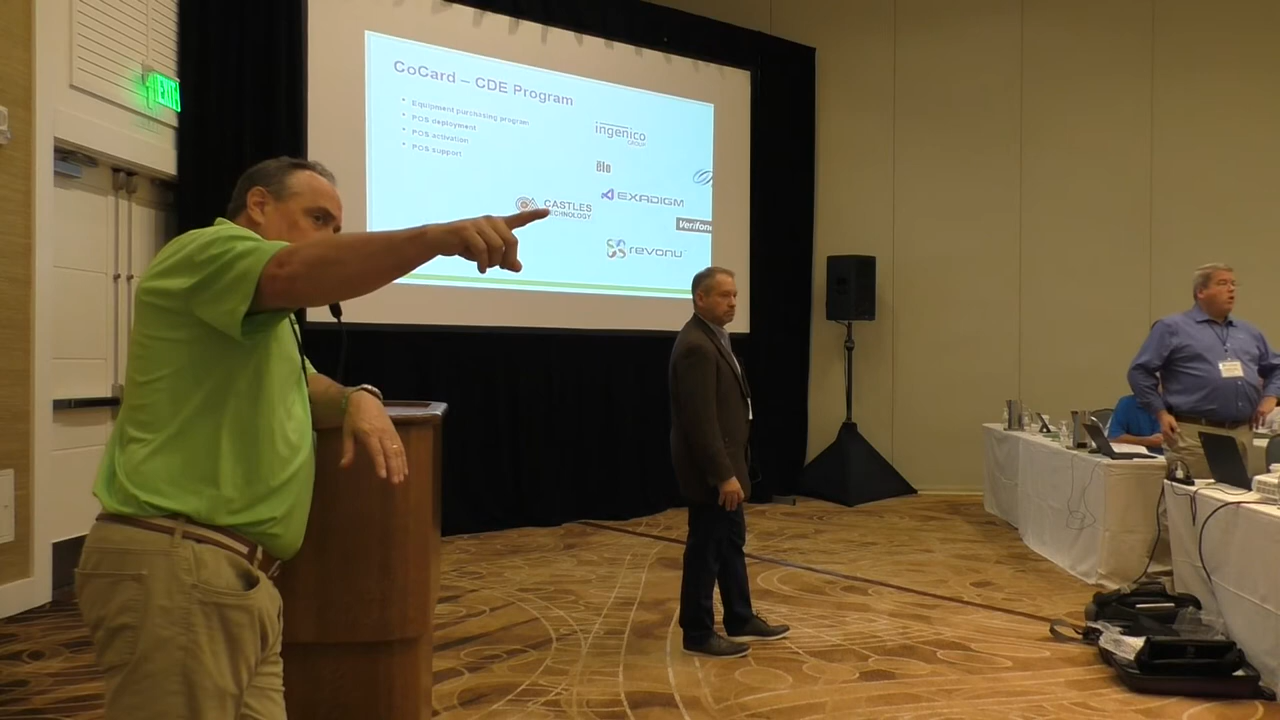 EXIT
CoCard – CDE Program
• Equipment purchasing program
• POS deployment
• POS activation
• POS support
ingenico
GROUP
EXADIGM
CASTLES
TECHNOLOGY
Verifone
revonu